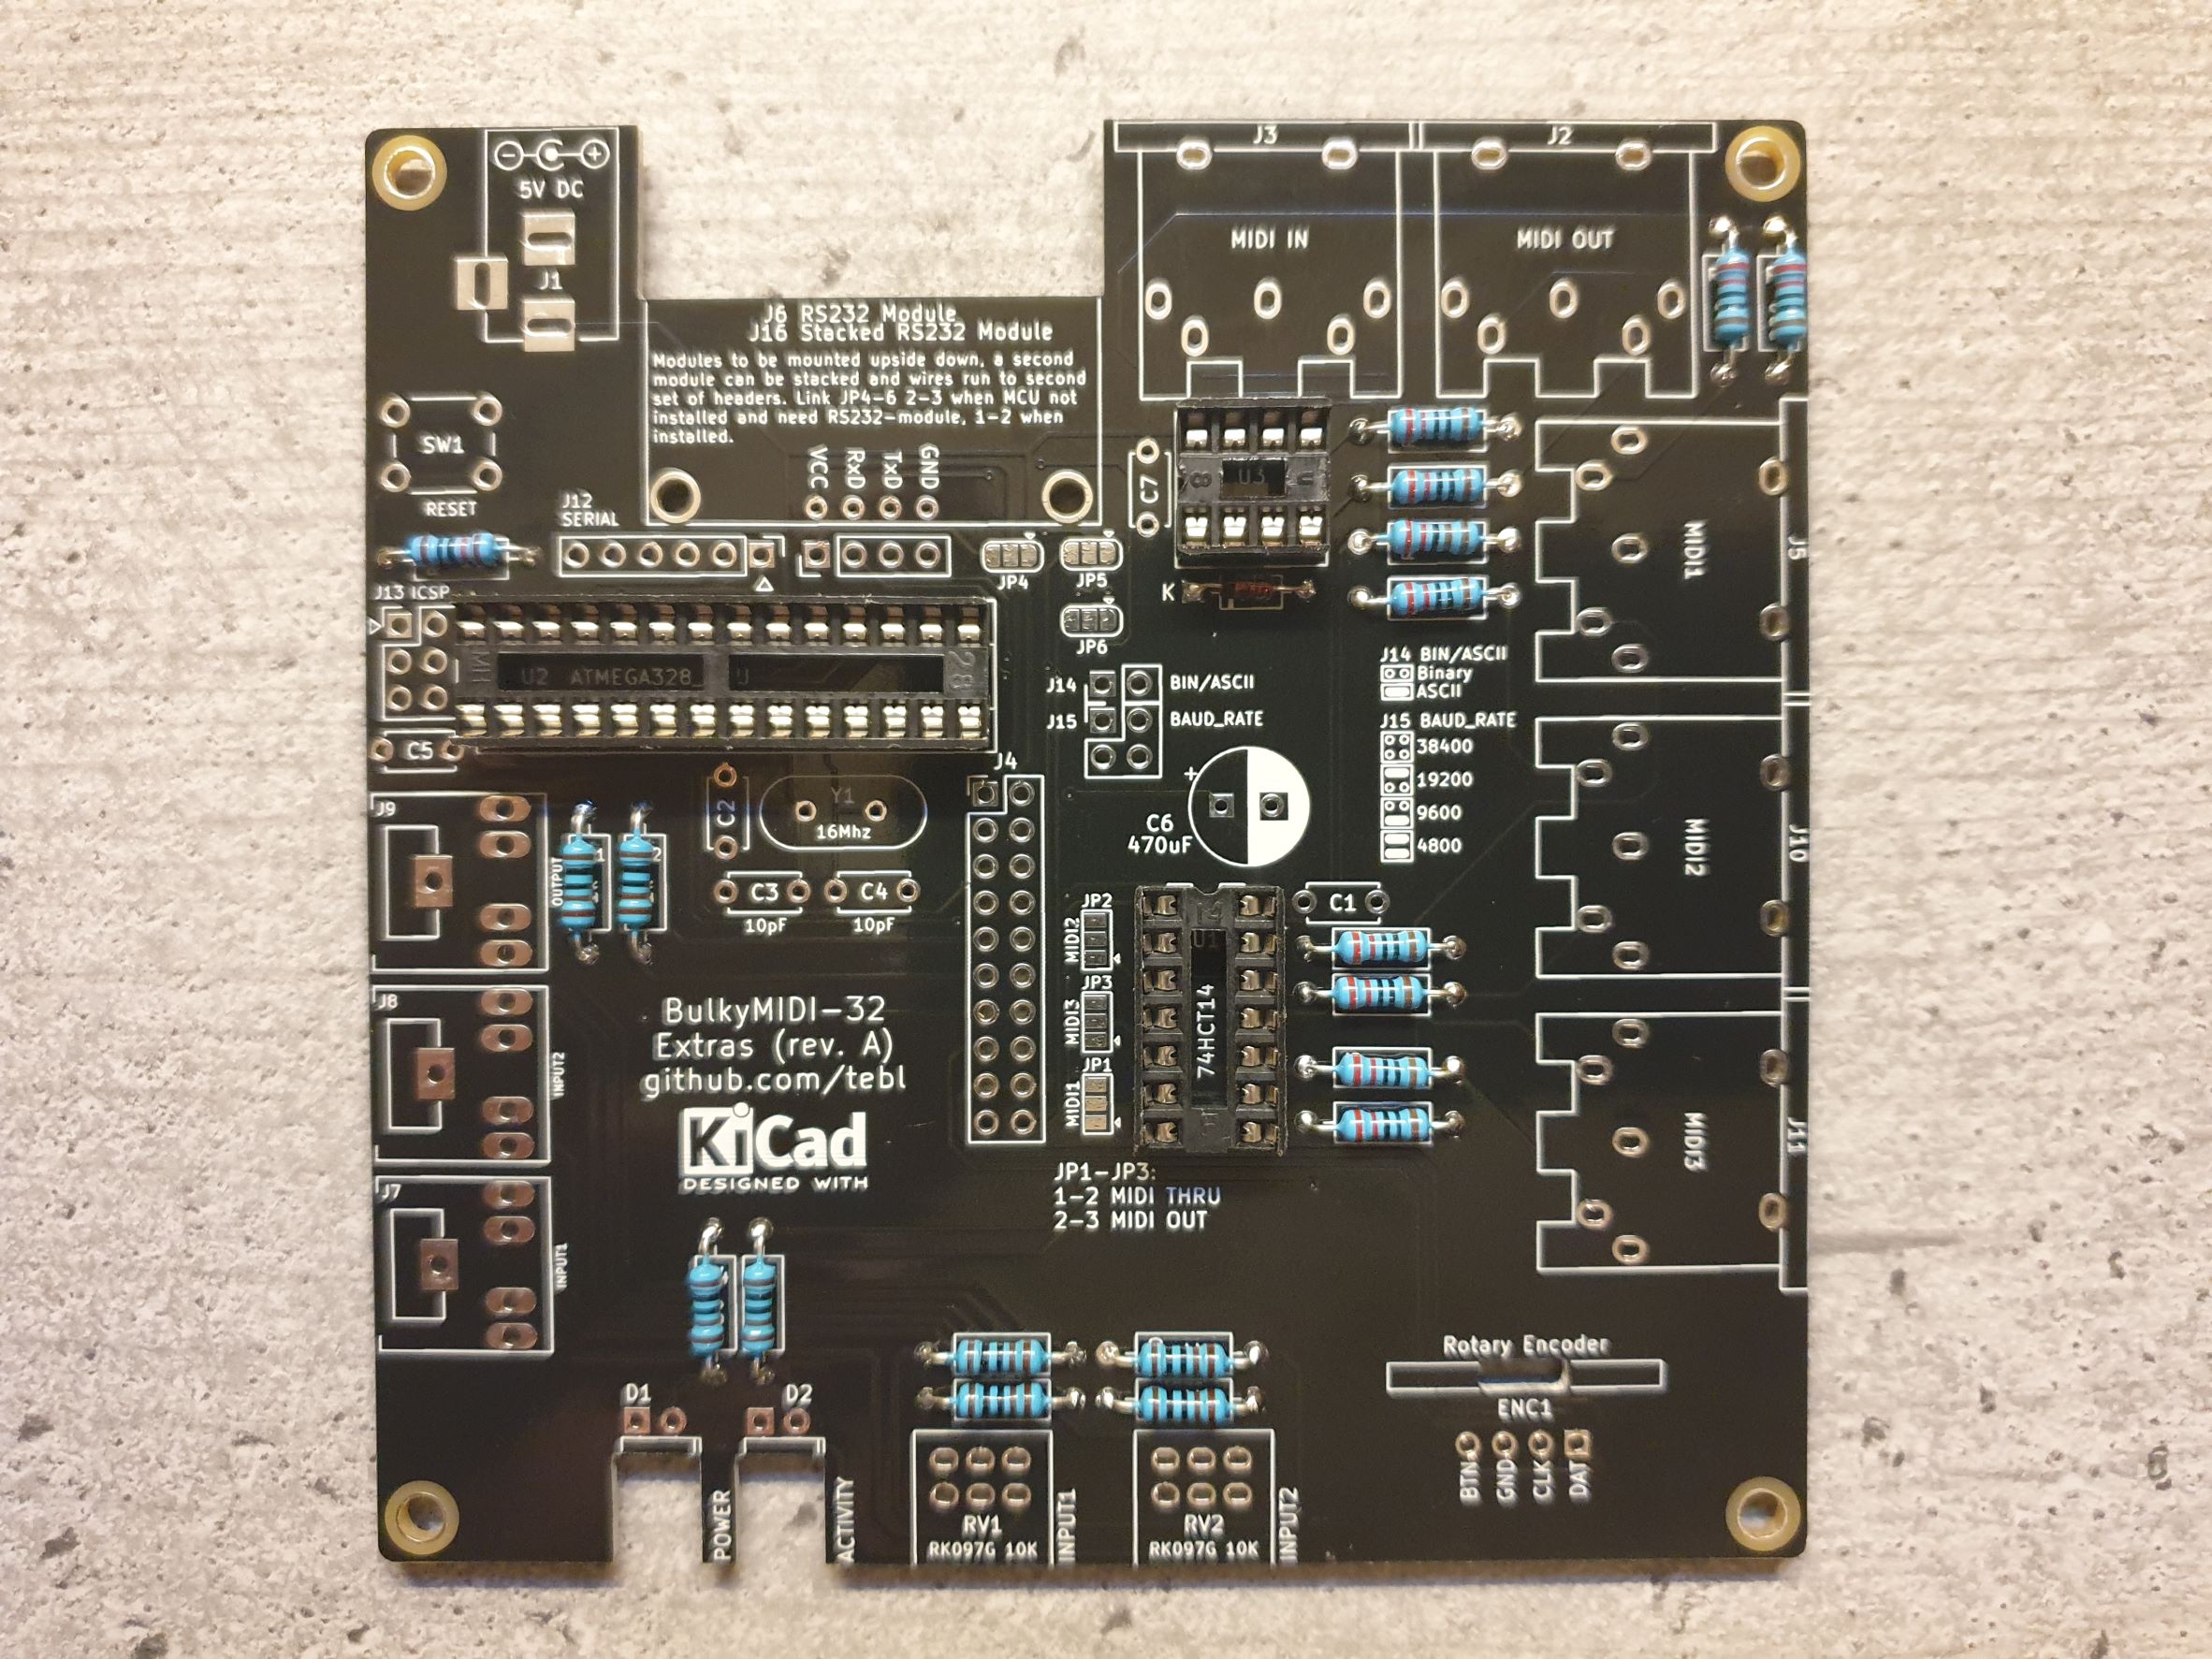 5V DC
J1
J3
J2
MIDI IN
MIDI OUT
J6 RS232 Module
J16 Stacked RS232 Module
Modules to be mounted upside down, a second
module can be stacked and wires run to second
set of headers. Link JP4-6 2-3 when MCU not
installed and need RS232-module, 1-2 when
installed.
VCC
RxD
TxD
GND
SW1
RESET
J12
SERIAL
C7
U3
8
JP4
JP5
K
JP6
J13 ICSP
U2 ATMEGA328_
U
28
MIDI1
J5
J14
BIN/ASCII
J15
BAUD_RATE
J14 BIN/ASCII
Binary
ASCII
J15 BAUD_RATE
38400
19200
9600
4800
C5
J4
C2
Y1
16Mhz
+
C6
470uF
J9
OUTPUT
C3
10pF
C4
10pF
MIDI2
J10
JP2
MIDI2
C1
U1
74HCT14
JP3
MIDI3
JP1
MIDI1
J8
INPUT2
BulkyMIDI-32
Extras (rev. A)
github.com/tebl
KiCad
DESIGNED WITH
JP1-JP3:
1-2 MIDI THRU
2-3 MIDI OUT
MIDI3
J11
J7
INPUT1
D1
D2
POWER
ACTIVITY
RV1
RK097G 10K
INPUT1
RV2
RK097G 10K
INPUT2
Rotary Encoder
ENC1
BTN
GND
CLK
DAT